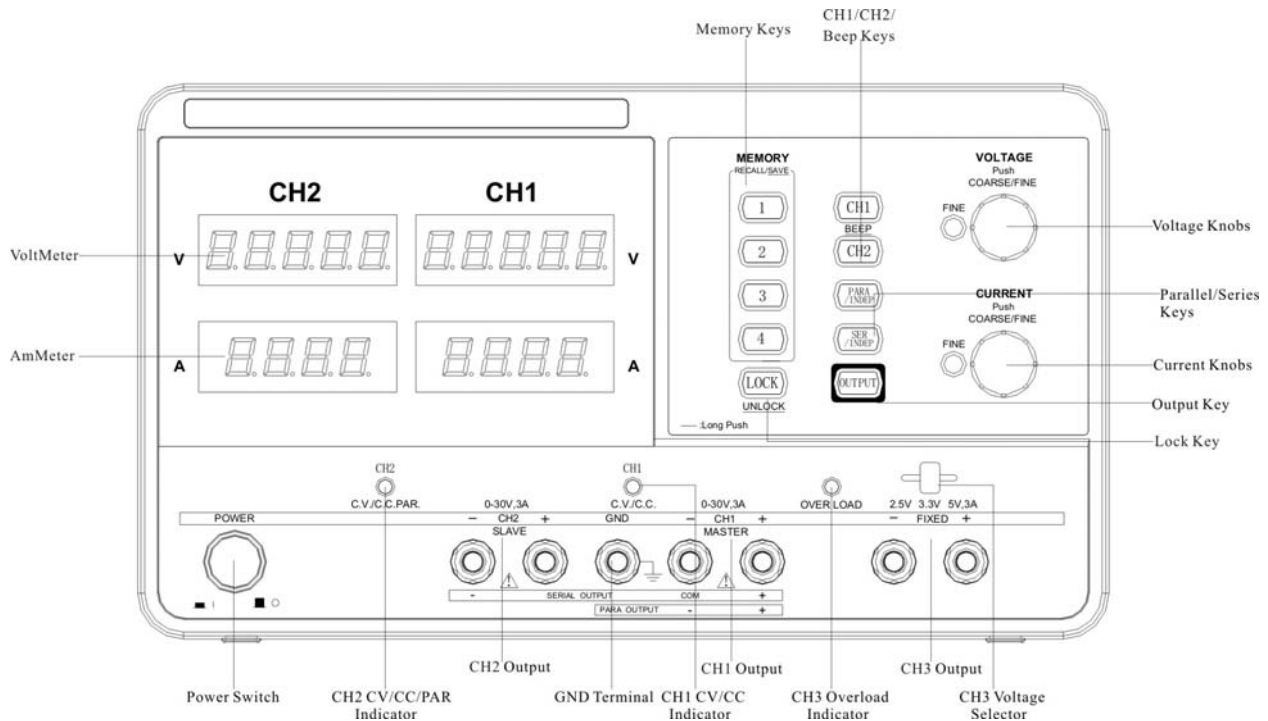 Memory Keys
CH1/CH2/
Beep Keys
MEMORY
RECALL/SAVE
VOLTAGE
Push
COARSE/FINE
CH2
CH1
1
CH1
FINE
BEEP
Voltage Knobs
VoltMeter
V
V
2
CH2
3
PARA
/INDEP
CURRENT
Push
COARSE/FINE
Parallel/Series
Keys
4
SER
/INDEP
FINE
AmMeter
A
A
Current Knobs
LOCK
OUTPUT
UNLOCK
Output Key
:Long Push
Lock Key
CH2
CH1
C.V./C.C.PAR.
0-30V,3A
C.V./C.C.
0-30V,3A
OVER LOAD
2.5V 3.3V 5V,3A
POWER
− CH2 +
GND
− CH1 +
− FIXED +
SLAVE
MASTER
- SERIAL OUTPUT COM +
PARA OUTPUT - +
CH2 Output
CH1 Output
CH3 Output
Power Switch
CH2 CV/CC/PAR
Indicator
GND Terminal
CH1 CV/CC
Indicator
CH3 Overload
Indicator
CH3 Voltage
Selector